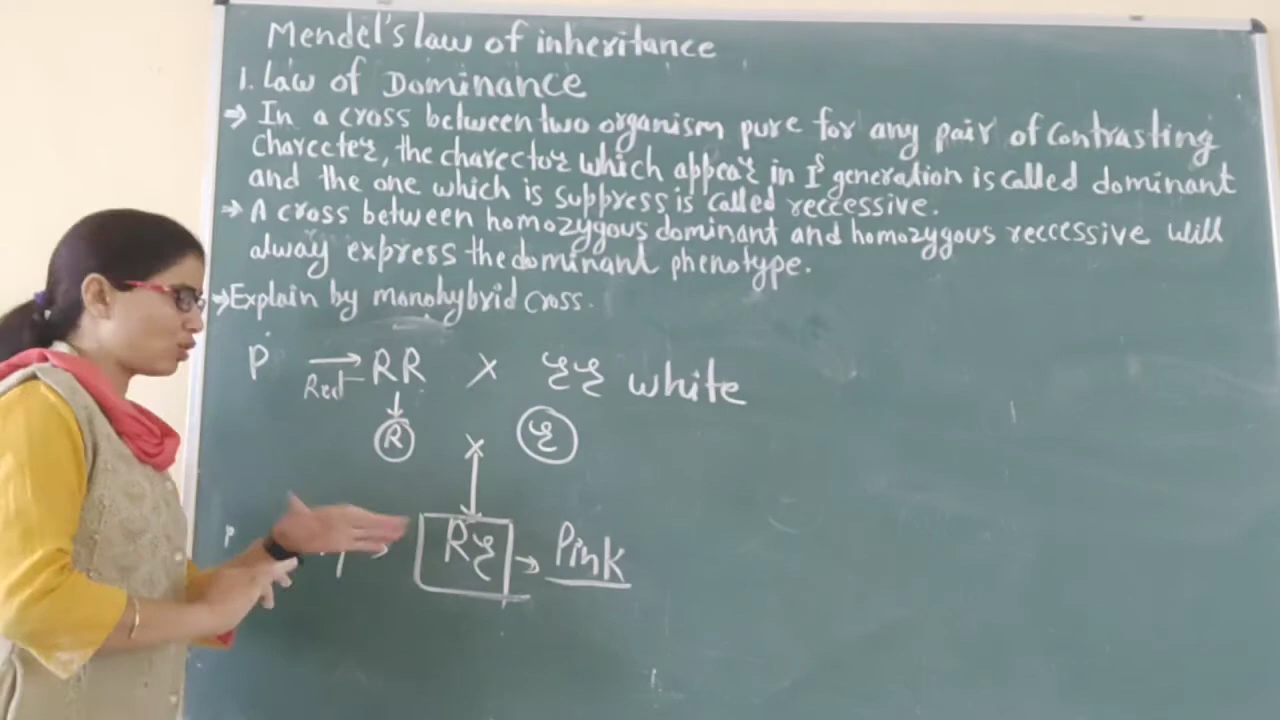 Mendel's law of inheritance
1. Law of Dominance
⇒ In a cross between two organism pure for any pair of contrasting
Charecter, the charector which appear in Iˢ generation is called dominant
and the one which is suppress is called reccessive.
⇒ A cross between homozygous dominant and homozygous reccessive will
alway express the dominant phenotype.
⇒ Explain by monohybrid cross.
P → Red RR × rr white
R × r
Rr → Pink